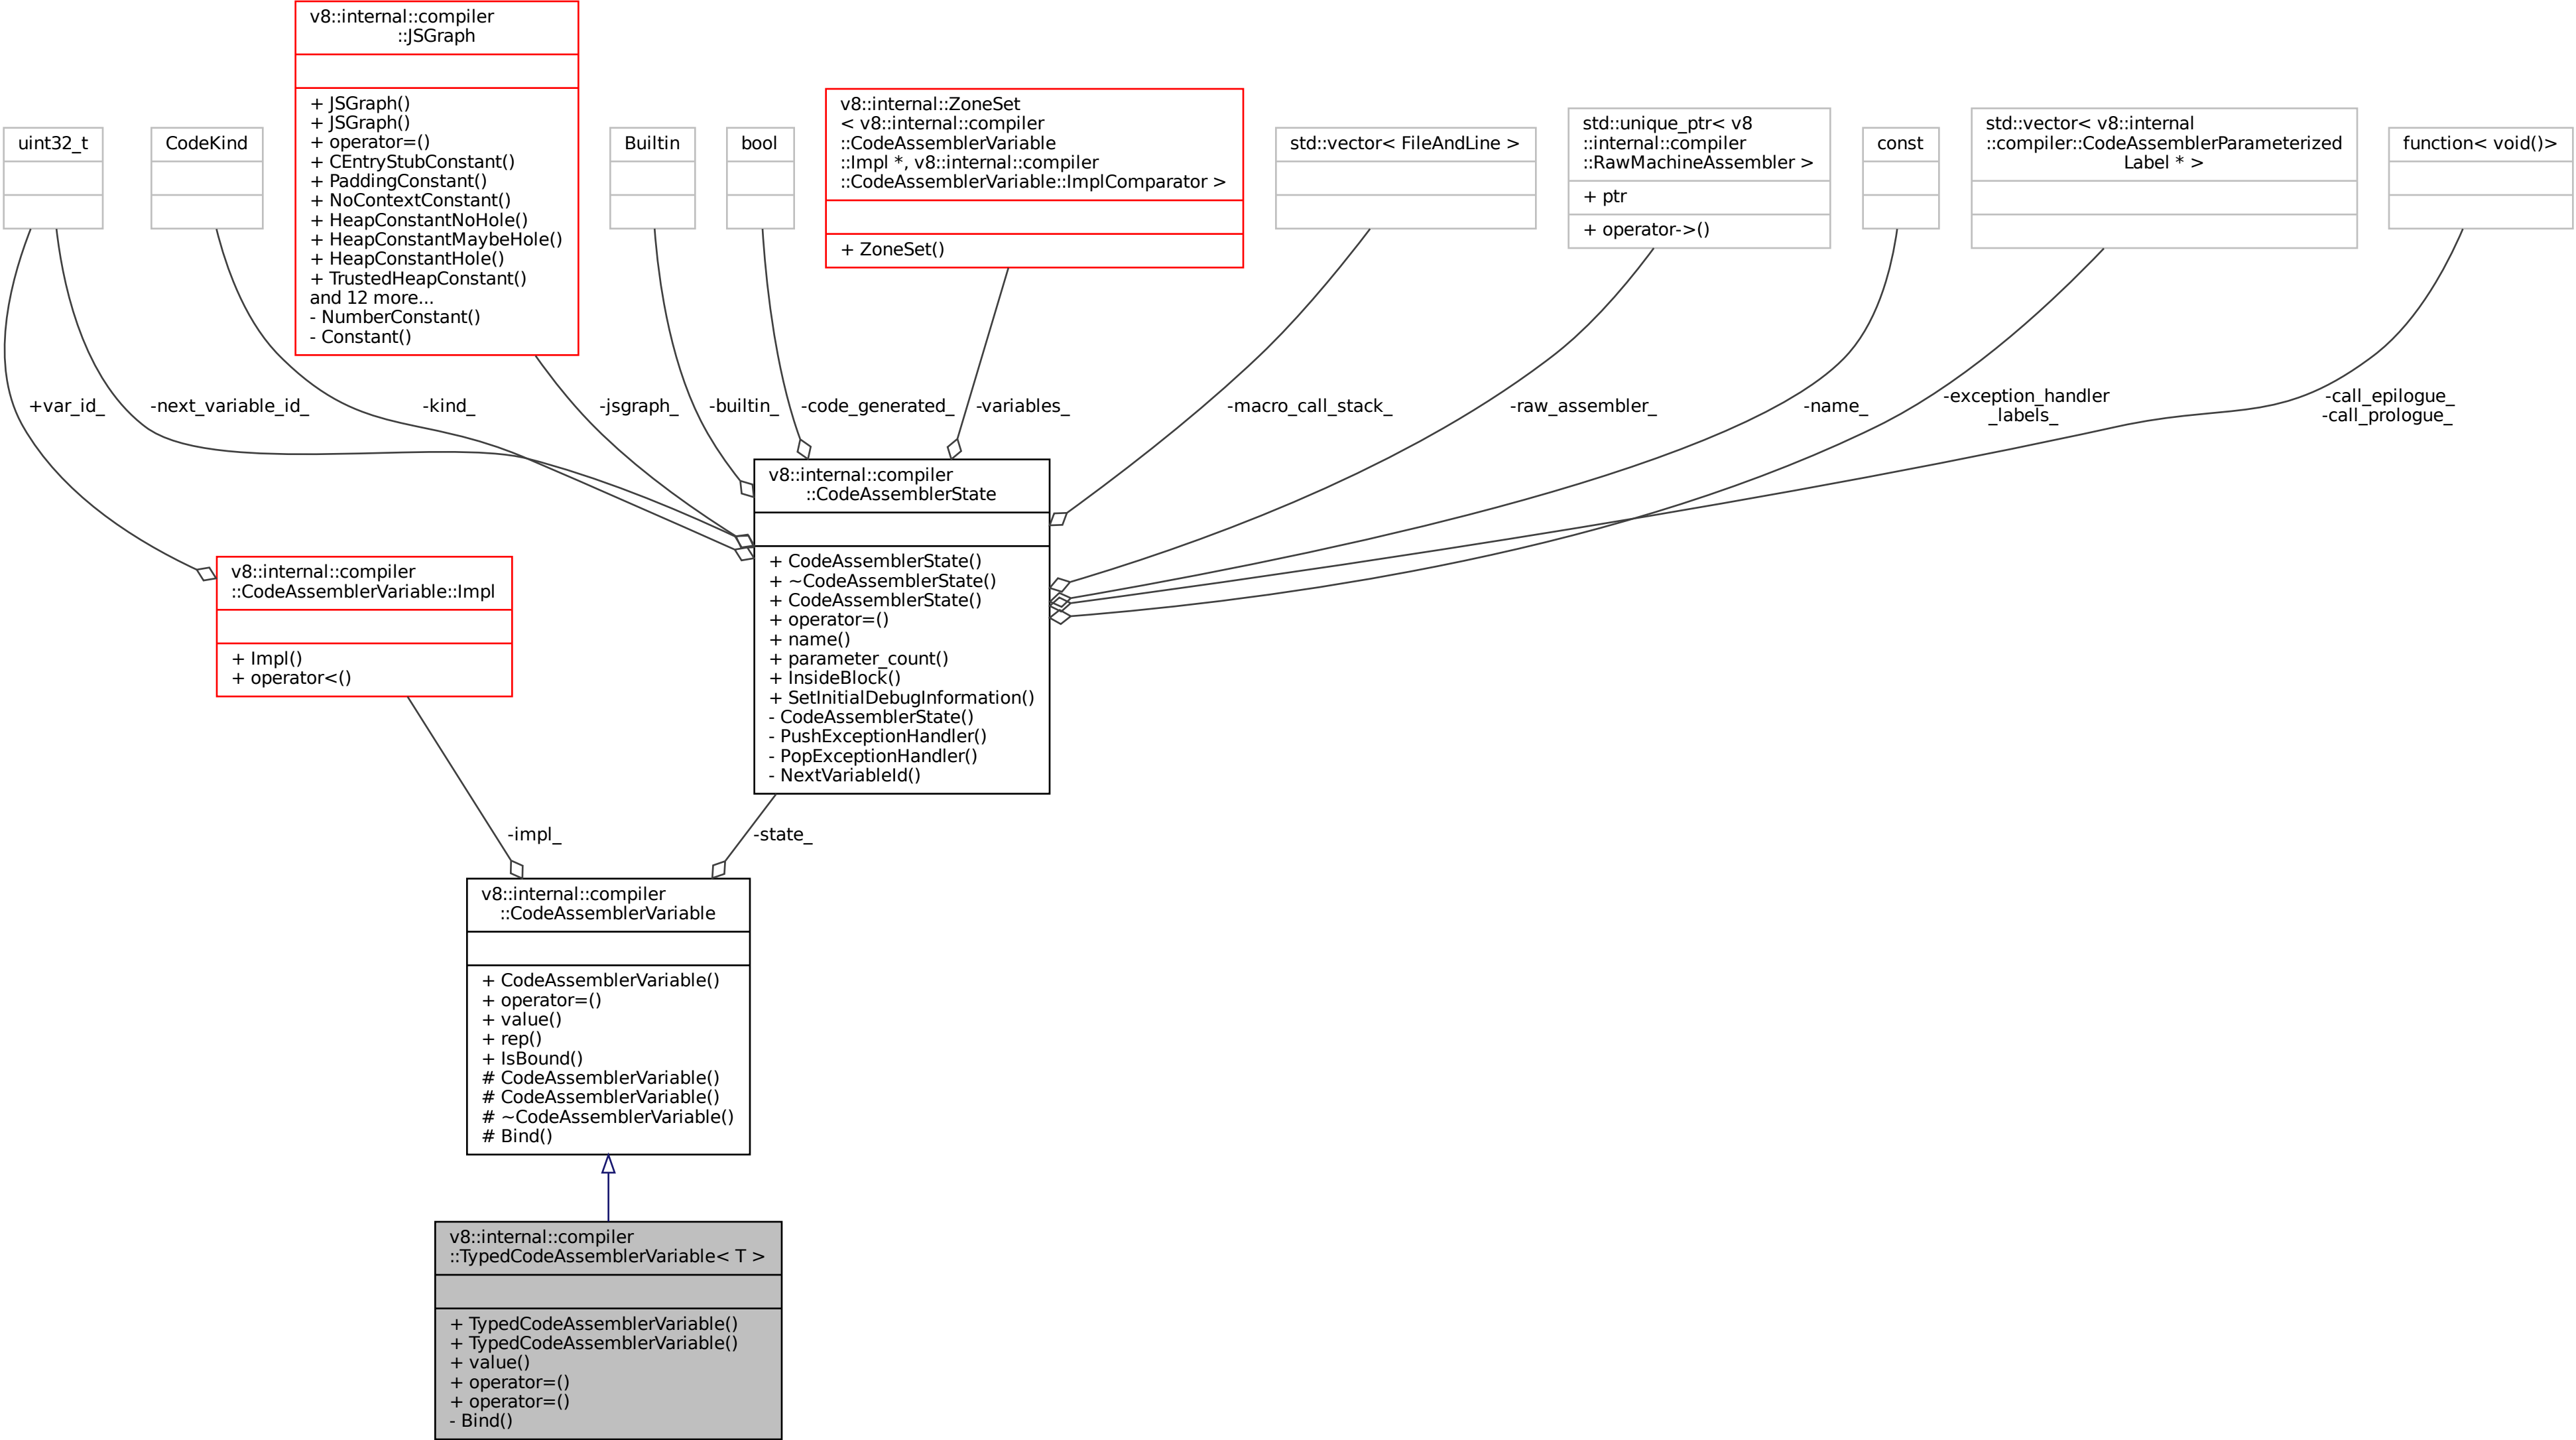 v8::internal::compiler
::JSGraph
+ JSGraph()
+ JSGraph()
+ operator=()
+ CEntryStubConstant()
+ PaddingConstant()
+ NoContextConstant()
+ HeapConstantNoHole()
+ HeapConstantMaybeHole()
+ HeapConstantHole()
+ TrustedHeapConstant()
and 12 more...
- NumberConstant()
- Constant()
uint32_t
CodeKind
Builtin
bool
v8::internal::ZoneSet
< v8::internal::compiler
::CodeAssemblerVariable
::Impl *, v8::internal::compiler
::CodeAssemblerVariable::ImplComparator >
+ ZoneSet()
std::vector< FileAndLine >
std::unique_ptr< v8
::internal::compiler
::RawMachineAssembler >
+ ptr
+ operator->()
const
std::vector< v8::internal
::compiler::CodeAssemblerParameterized
Label * >
function< void()>
+var_id_
-next_variable_id_
-kind_
-jsgraph_
-builtin_
-code_generated_
-variables_
-macro_call_stack_
-raw_assembler_
-name_
-exception_handler
_labels_
-call_epilogue_
-call_prologue_
v8::internal::compiler
::CodeAssemblerState
+ CodeAssemblerState()
+ ~CodeAssemblerState()
+ CodeAssemblerState()
+ operator=()
+ name()
+ parameter_count()
+ InsideBlock()
+ SetInitialDebugInformation()
- CodeAssemblerState()
- PushExceptionHandler()
- PopExceptionHandler()
- NextVariableId()
v8::internal::compiler
::CodeAssemblerVariable::Impl
+ Impl()
+ operator<()
-impl_
-state_
v8::internal::compiler
::CodeAssemblerVariable
+ CodeAssemblerVariable()
+ operator=()
+ value()
+ rep()
+ IsBound()
# CodeAssemblerVariable()
# CodeAssemblerVariable()
# ~CodeAssemblerVariable()
# Bind()
v8::internal::compiler
::TypedCodeAssemblerVariable< T >
+ TypedCodeAssemblerVariable()
+ TypedCodeAssemblerVariable()
+ value()
+ operator=()
+ operator=()
- Bind()